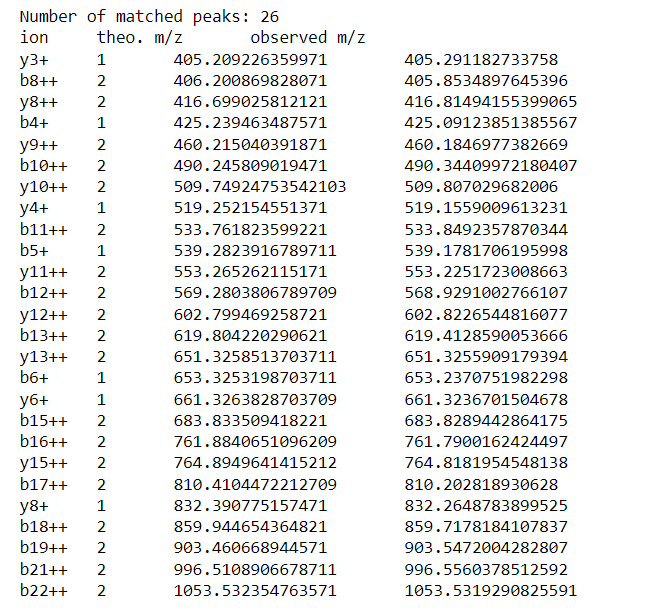 Number of matched peaks: 26
ion theo. m/z observed m/z
y3+ 1 405.209226359971 405.291182733758
b8++ 2 406.200869828071 405.8534897645396
y8++ 2 416.699025812121 416.81494155399065
b4+ 1 425.239463487571 425.09123851385567
y9++ 2 460.215040391871 460.1846977382669
b10++ 2 490.245809019471 490.34409972180407
y10++ 2 509.74924753542103 509.807029682006
y4+ 1 519.252154551371 519.1559009613231
b11++ 2 533.761823599221 533.8492357870344
b5+ 1 539.2823916789711 539.1781706195998
y11++ 2 553.265262115171 553.2251723008663
b12++ 2 569.2803806789709 568.9291002766107
y12++ 2 602.799469258721 602.8226544816077
b13++ 2 619.804220290621 619.4128590053666
y13++ 2 651.3258513703711 651.3255909179394
b6+ 1 653.3253198703711 653.2370751982298
y6+ 1 661.3263828703709 661.3236701504678
b15++ 2 683.833509418221 683.8289442864175
b16++ 2 761.8840651096209 761.7900162424497
y15++ 2 764.8949641415212 764.8181954548138
b17++ 2 810.4104472212709 810.202818930628
y8+ 1 832.390775157471 832.2648783899525
b18++ 2 859.944654364821 859.7178184107837
b19++ 2 903.460668944571 903.5472004282807
b21++ 2 996.5108906678711 996.5560378512592
b22++ 2 1053.532354763571 1053.5319290825591